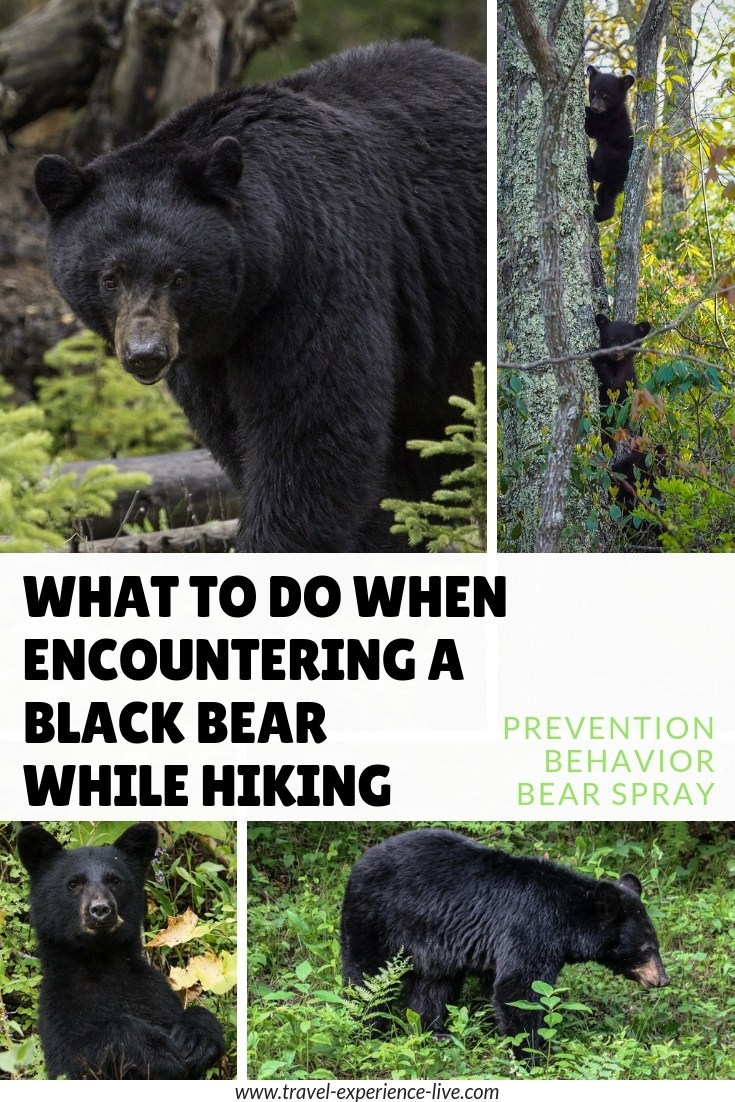 WHAT TO DO WHEN
ENCOUNTERING A
BLACK BEAR
WHILE HIKING
PREVENTION
BEHAVIOR
BEAR SPRAY
www.travel-experience-live.com